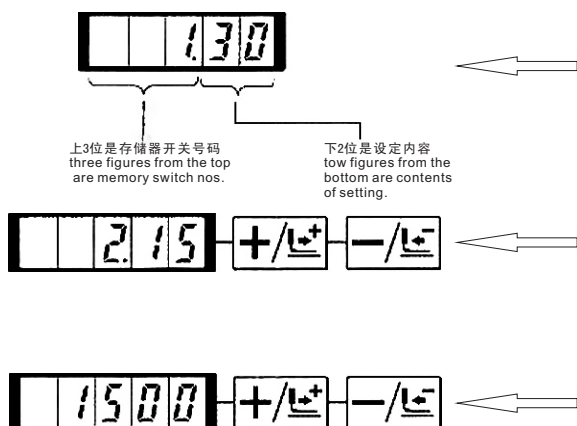 1.30
上3位是存储器开关号码
three figures from the top
are memory switch nos.
下2位是设定内容
tow figures from the
bottom are contents
of setting.
2.15 +/+ -/-
1500 +/+ -/-